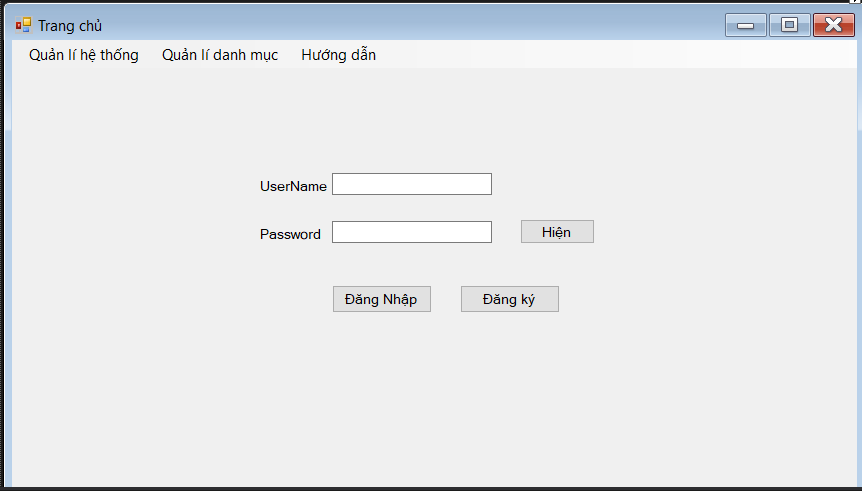 Trang chủ
Quản lí hệ thống Quản lí danh mục Hướng dẫn
UserName
Password Hiện
Đăng Nhập Đăng ký